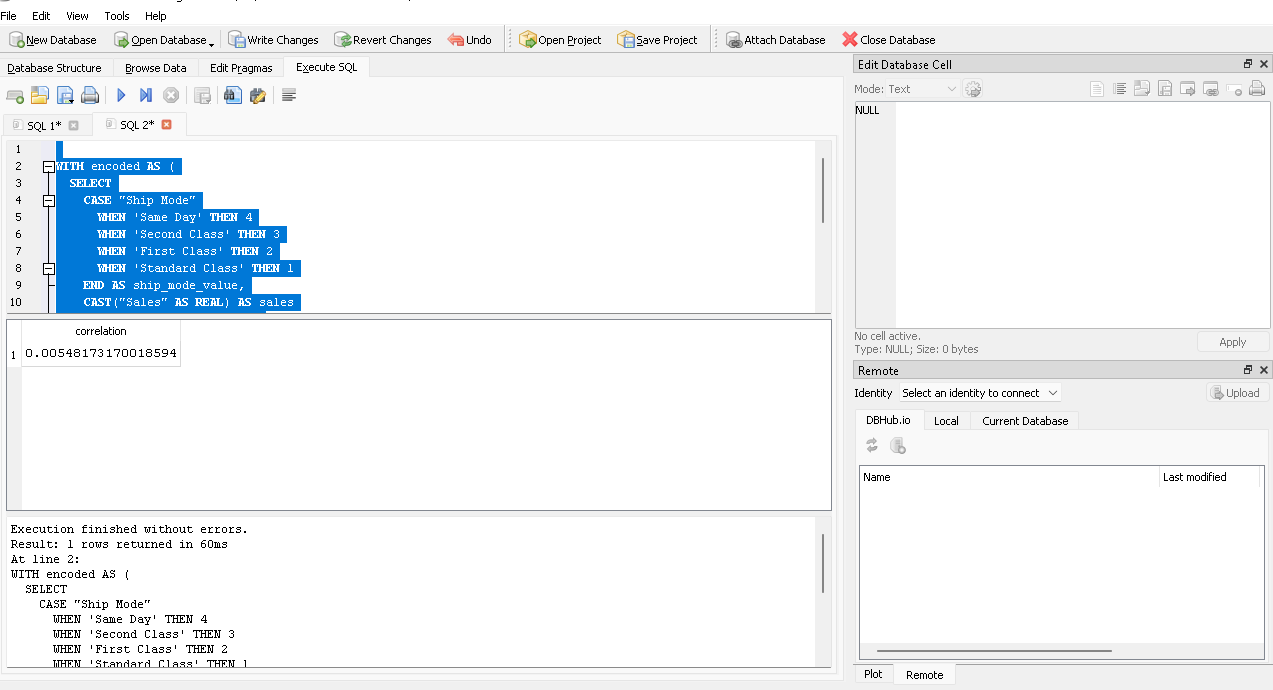 File Edit View Tools Help
New Database Open Database Write Changes Revert Changes Undo Open Project Save Project Attach Database Close Database
Database Structure Browse Data Edit Pragmas Execute SQL
SQL 1* SQL 2*
1
2 WITH encoded AS (
3 SELECT
4 CASE "Ship Mode"
5 WHEN 'Same Day' THEN 4
6 WHEN 'Second Class' THEN 3
7 WHEN 'First Class' THEN 2
8 WHEN 'Standard Class' THEN 1
9 END AS ship_mode_value,
10 CAST("Sales" AS REAL) AS sales
correlation
1 0.00548173170018594
Execution finished without errors.
Result: 1 rows returned in 60ms
At line 2:
WITH encoded AS (
SELECT
CASE "Ship Mode"
WHEN 'Same Day' THEN 4
WHEN 'Second Class' THEN 3
WHEN 'First Class' THEN 2
WHEN 'Standard Class' THEN 1
Edit Database Cell
Mode: Text
NULL
No cell active.
Type: NULL; Size: 0 bytes
Apply
Remote
Identity Select an identity to connect Upload
DBHub.io Local Current Database
Name Last modified
Plot Remote